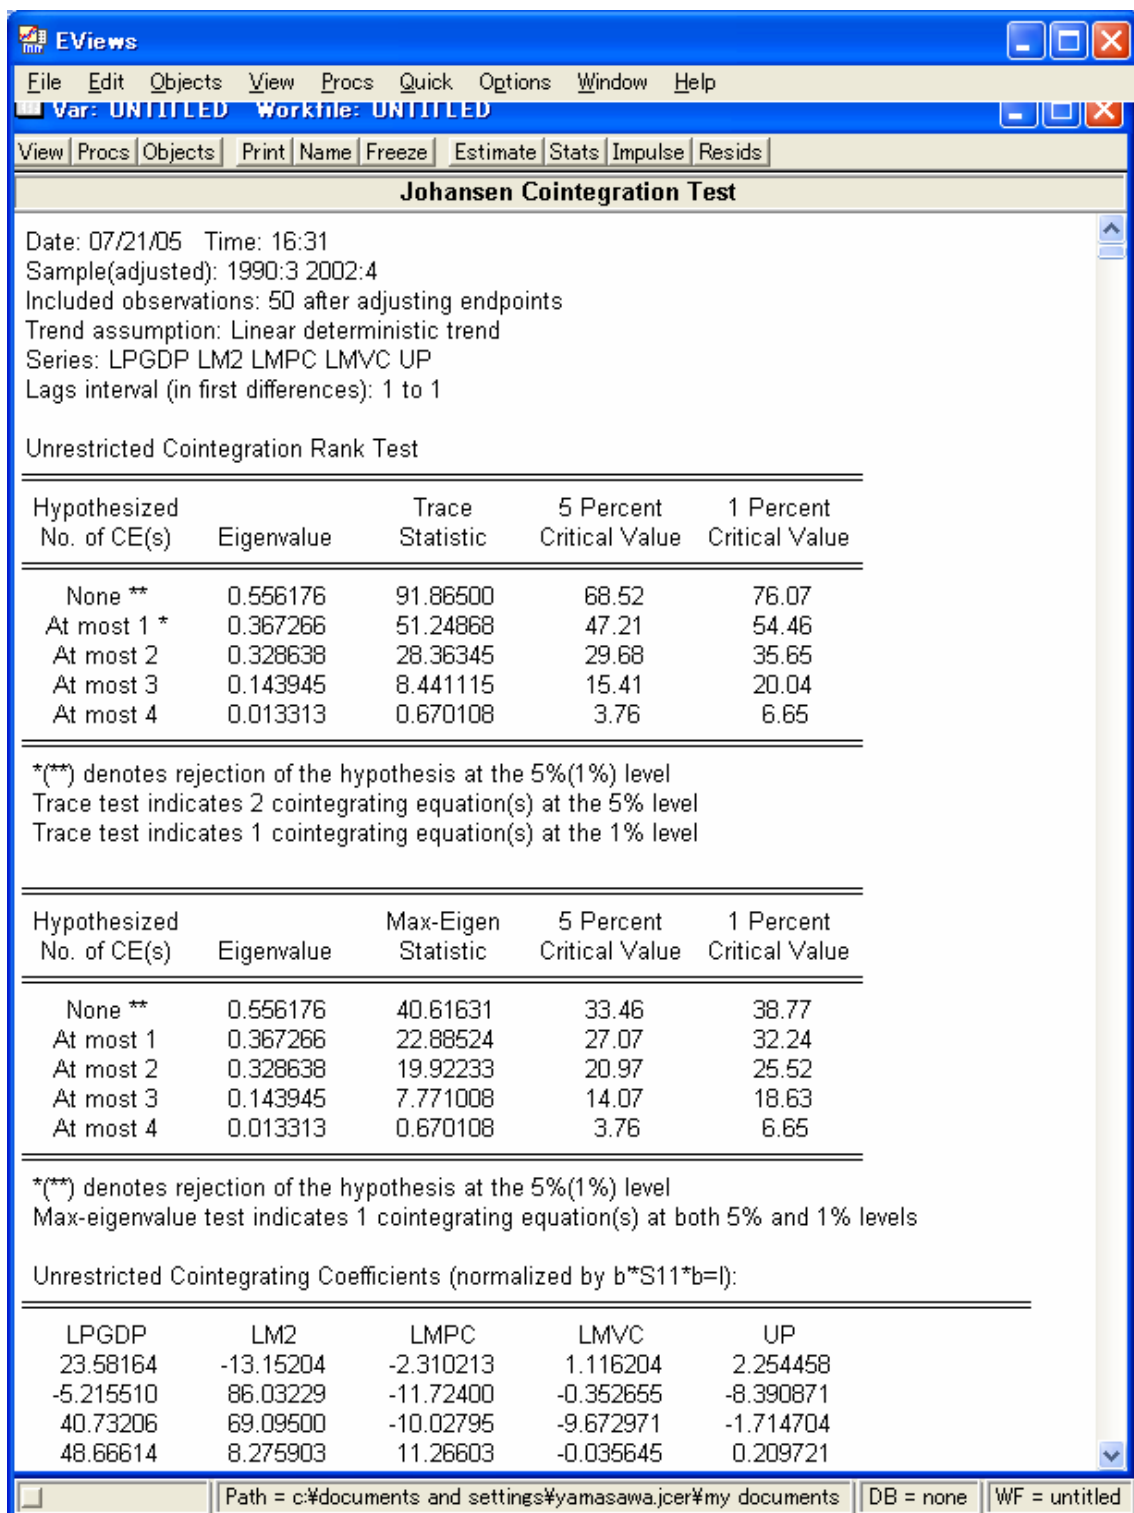 EViews
File Edit Objects View Procs Quick Options Window Help
Var: UNTITLED Workfile: UNTITLED
View Procs Objects Print Name Freeze Estimate Stats Impulse Resids
Johansen Cointegration Test
Date: 07/21/05 Time: 16:31
Sample(adjusted): 1990:3 2002:4
Included observations: 50 after adjusting endpoints
Trend assumption: Linear deterministic trend
Series: LPGDP LM2 LMPC LMVC UP
Lags interval (in first differences): 1 to 1
Unrestricted Cointegration Rank Test
Hypothesized Trace 5 Percent 1 Percent
No. of CE(s) Eigenvalue Statistic Critical Value Critical Value
None ** 0.556176 91.86500 68.52 76.07
At most 1 * 0.367266 51.24868 47.21 54.46
At most 2 0.328638 28.36345 29.68 35.65
At most 3 0.143945 8.441115 15.41 20.04
At most 4 0.013313 0.670108 3.76 6.65
*(**) denotes rejection of the hypothesis at the 5%(1%) level
Trace test indicates 2 cointegrating equation(s) at the 5% level
Trace test indicates 1 cointegrating equation(s) at the 1% level
Hypothesized Max-Eigen 5 Percent 1 Percent
No. of CE(s) Eigenvalue Statistic Critical Value Critical Value
None ** 0.556176 40.61631 33.46 38.77
At most 1 0.367266 22.88524 27.07 32.24
At most 2 0.328638 19.92233 20.97 25.52
At most 3 0.143945 7.771008 14.07 18.63
At most 4 0.013313 0.670108 3.76 6.65
*(**) denotes rejection of the hypothesis at the 5%(1%) level
Max-eigenvalue test indicates 1 cointegrating equation(s) at both 5% and 1% levels
Unrestricted Cointegrating Coefficients (normalized by b'*S11*b=I):
LPGDP LM2 LMPC LMVC UP
23.58164 -13.15204 -2.310213 1.116204 2.254458
-5.215510 86.03229 -11.72400 -0.352655 -8.390871
40.73206 69.09500 -10.02795 -9.672971 -1.714704
48.66614 8.275903 11.26603 -0.035645 0.209721
Path = c:¥documents and settings¥yamasawa.jcer¥my documents DB = none WF = untitled